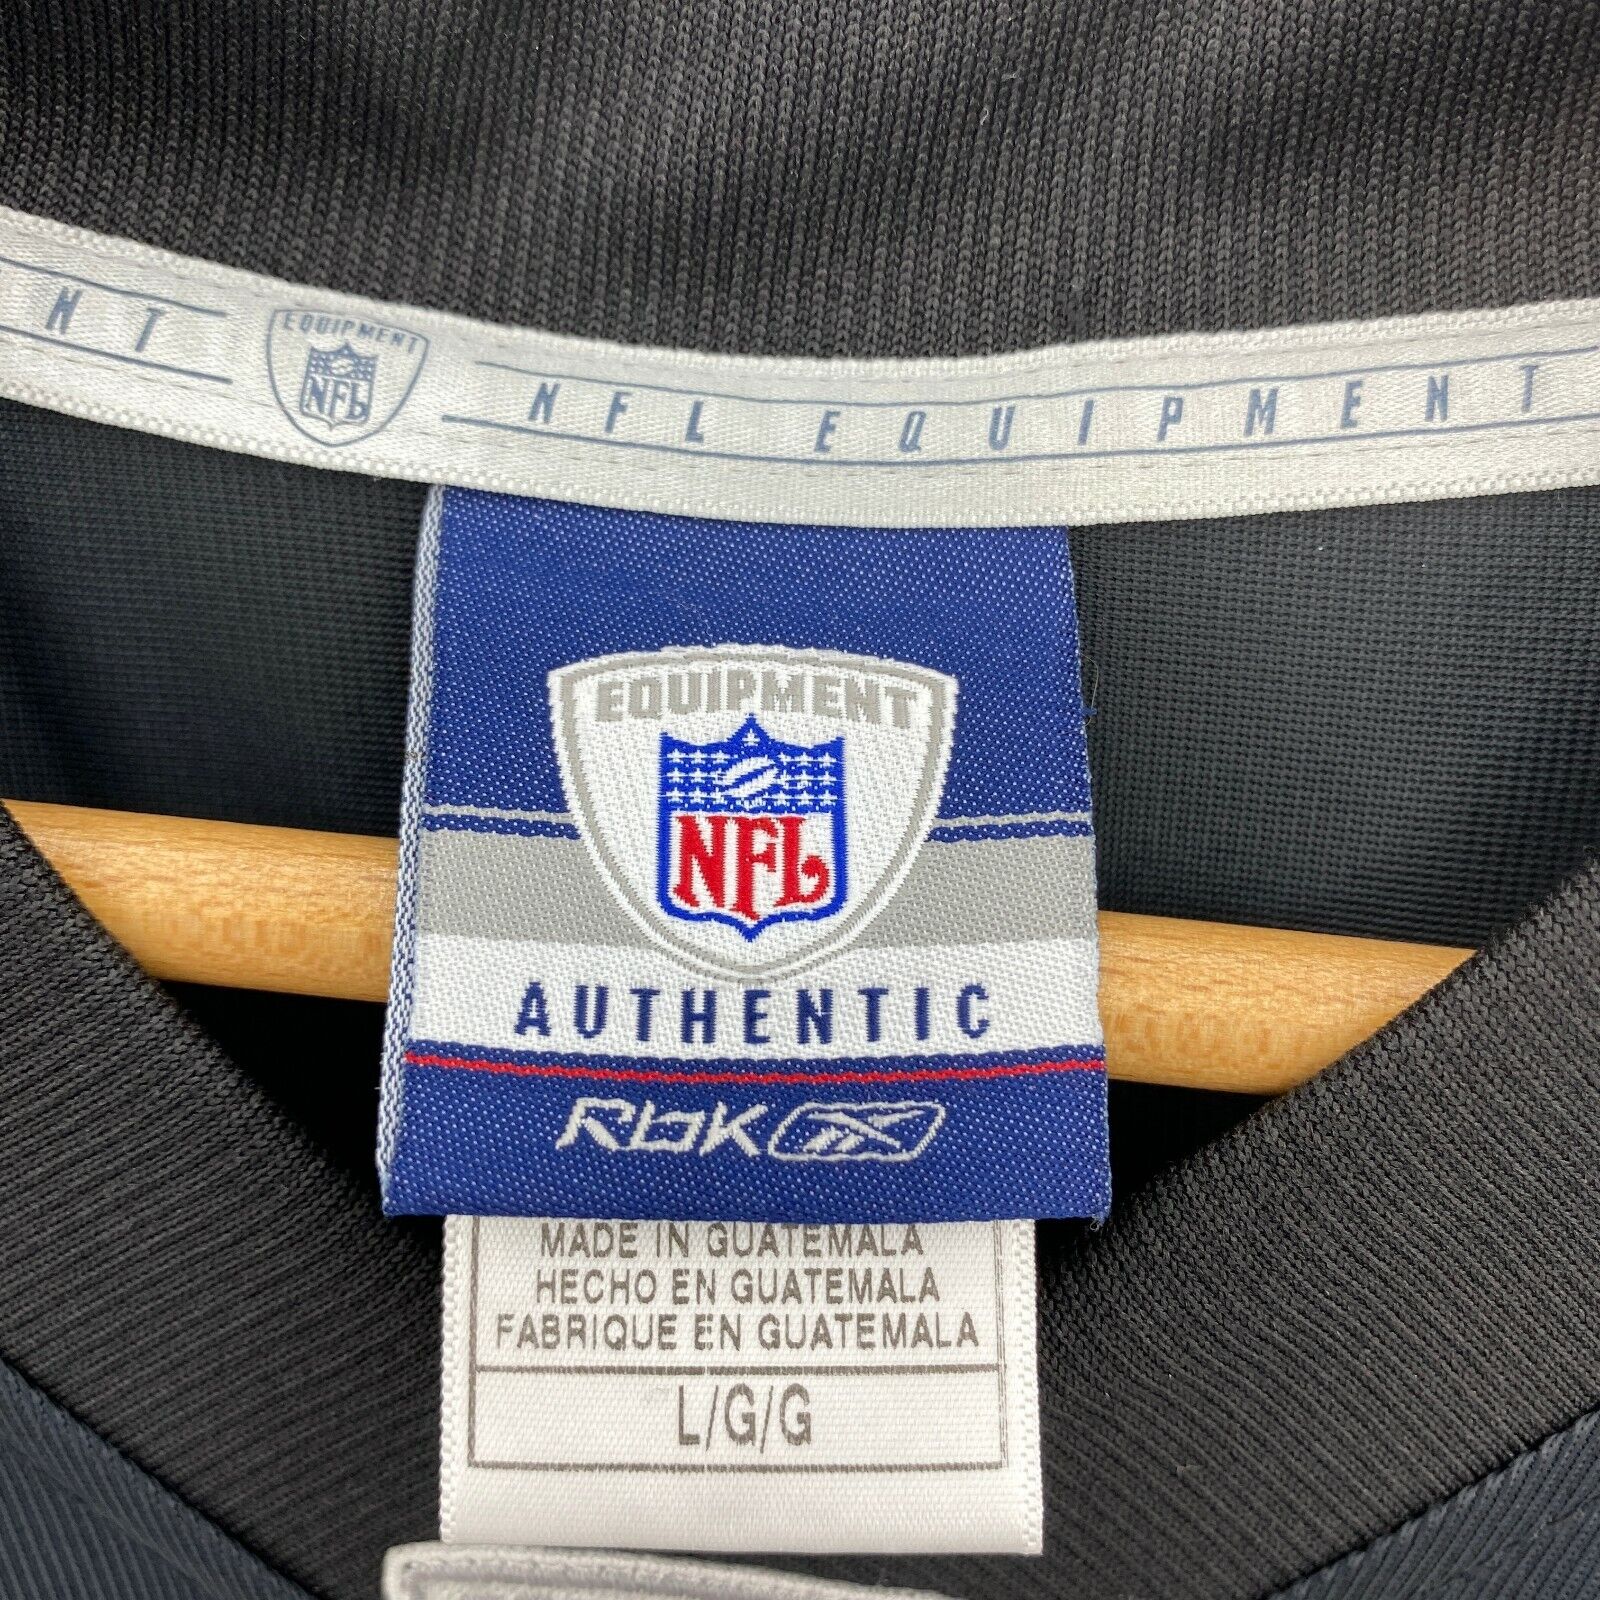 NT EQUIPMENT NFL NFL EQUIPMENT
EQUIPMENT
NFL
AUTHENTIC
RBK
MADE IN GUATEMALA
HECHO EN GUATEMALA
FABRIQUE EN GUATEMALA
L/G/G